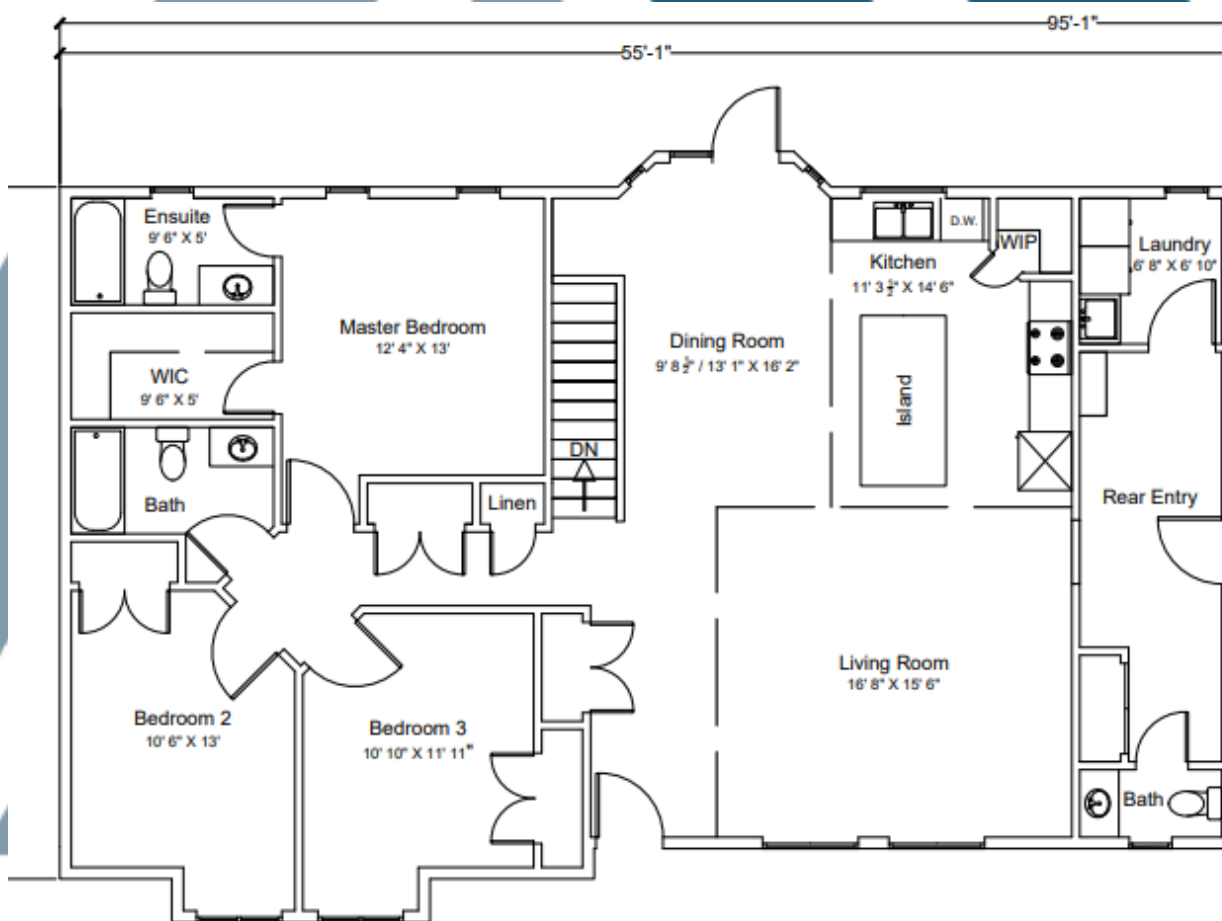 95'-1"
55'-1"
Ensuite
9' 6" X 5'
Master Bedroom
12' 4" X 13'
WIC
9' 6" X 5'
Bath
Linen
DN
Dining Room
9' 8 ½" / 13' 1" X 16' 2"
Kitchen
11' 3 ½" X 14' 6"
D.W.
WIP
Island
Laundry
6' 8" X 6' 10"
Rear Entry
Living Room
16' 8" X 15' 6"
Bedroom 2
10' 6" X 13'
Bedroom 3
10' 10" X 11' 11"
Bath